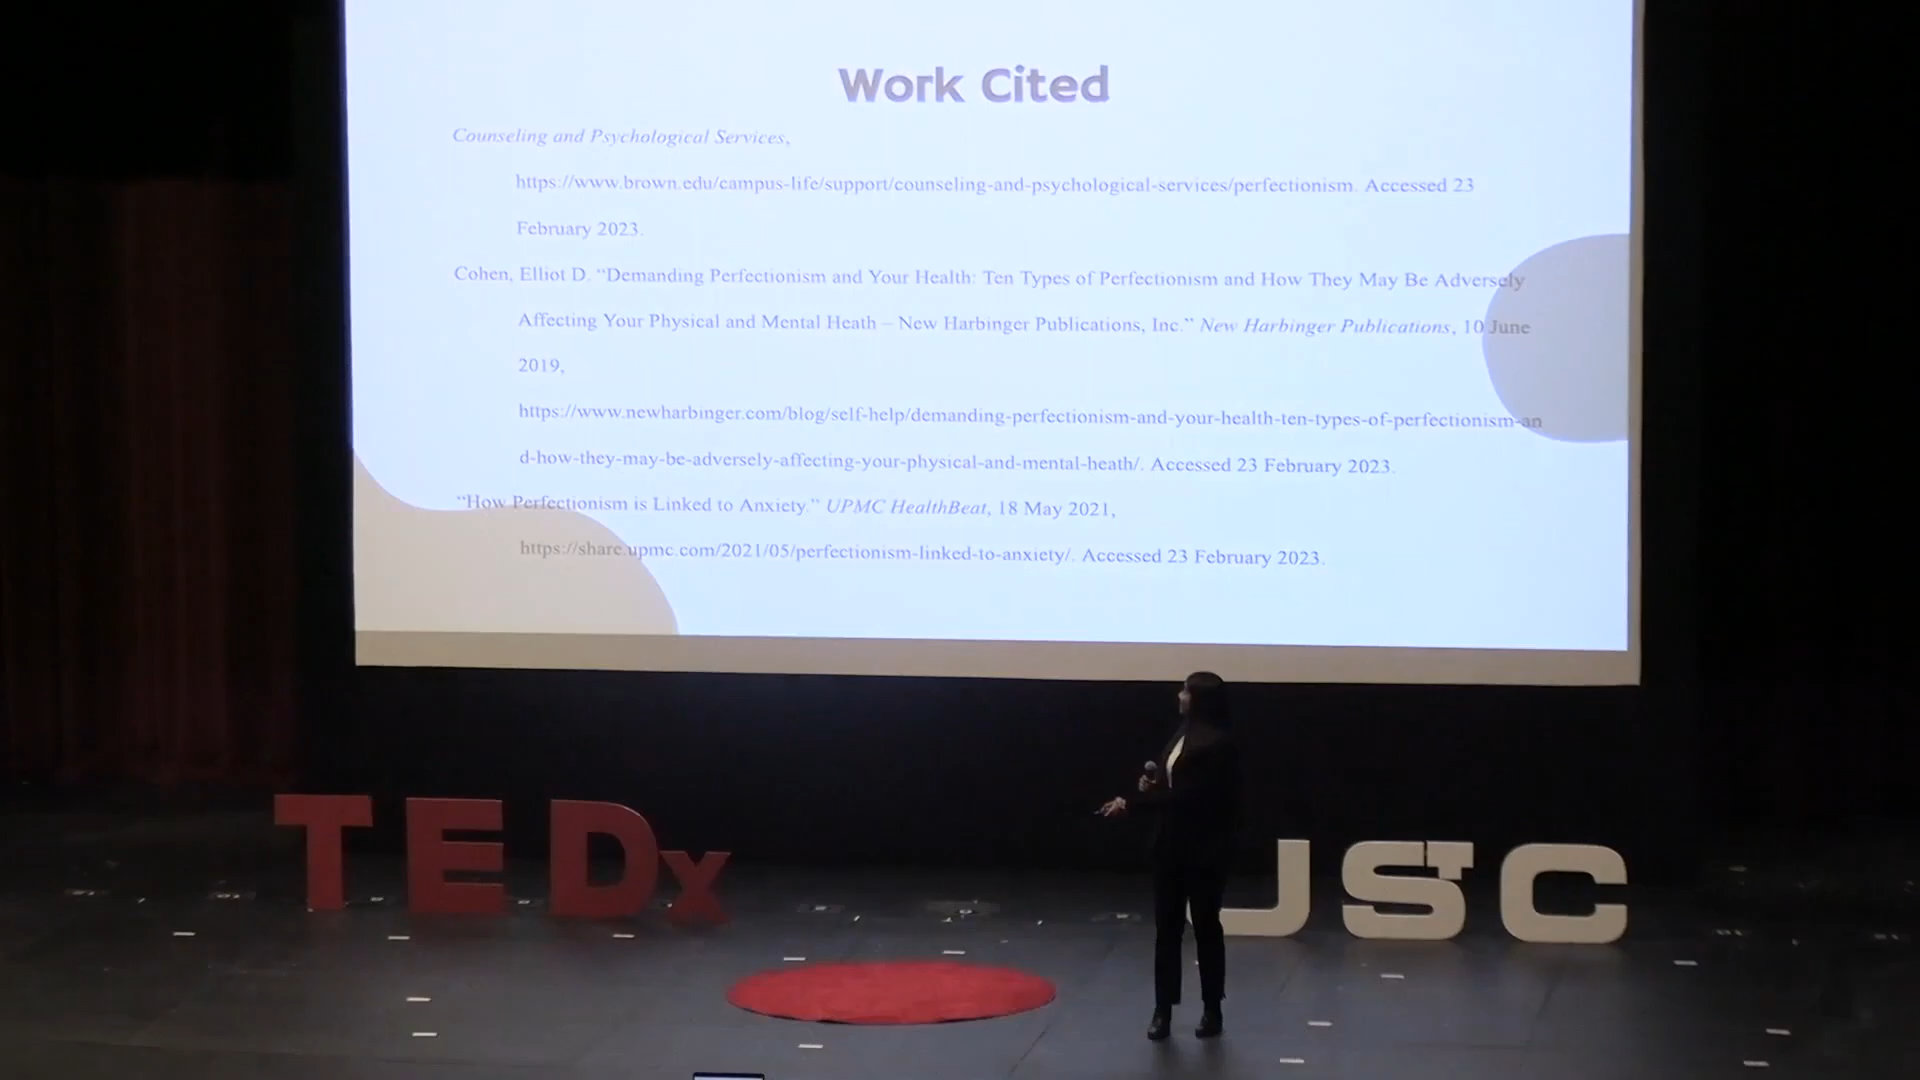 Work Cited
Counseling and Psychological Services,
https://www.brown.edu/campus-life/support/counseling-and-psychological-services/perfectionism. Accessed 23
February 2023.
Cohen, Elliot D. “Demanding Perfectionism and Your Health: Ten Types of Perfectionism and How They May Be Adversely
Affecting Your Physical and Mental Heath – New Harbinger Publications, Inc.” New Harbinger Publications, 10 June
2019,
https://www.newharbinger.com/blog/self-help/demanding-perfectionism-and-your-health-ten-types-of-perfectionism-an
d-how-they-may-be-adversely-affecting-your-physical-and-mental-heath/. Accessed 23 February 2023.
“How Perfectionism is Linked to Anxiety.” UPMC HealthBeat, 18 May 2021,
https://share.upmc.com/2021/05/perfectionism-linked-to-anxiety/. Accessed 23 February 2023.
TEDx USC